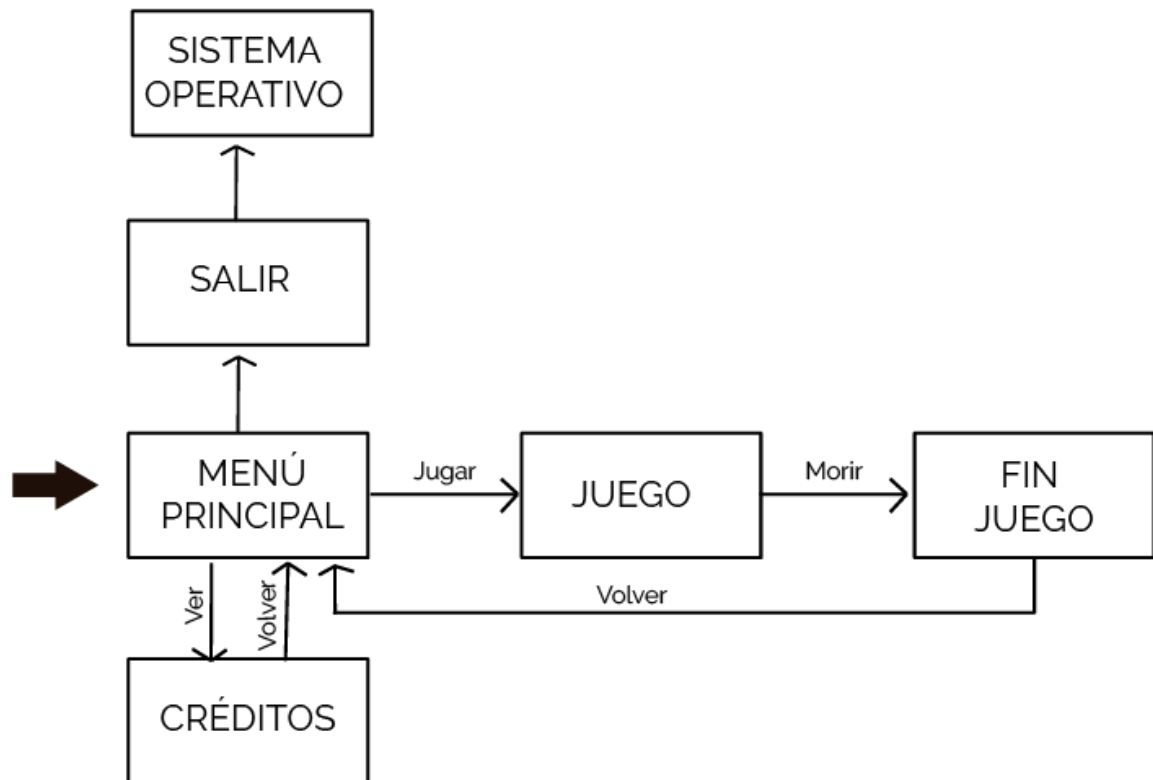 SISTEMA
OPERATIVO
SALIR
MENÚ
PRINCIPAL
Jugar
JUEGO
Morir
FIN
JUEGO
Ver
Volver
Volver
CRÉDITOS